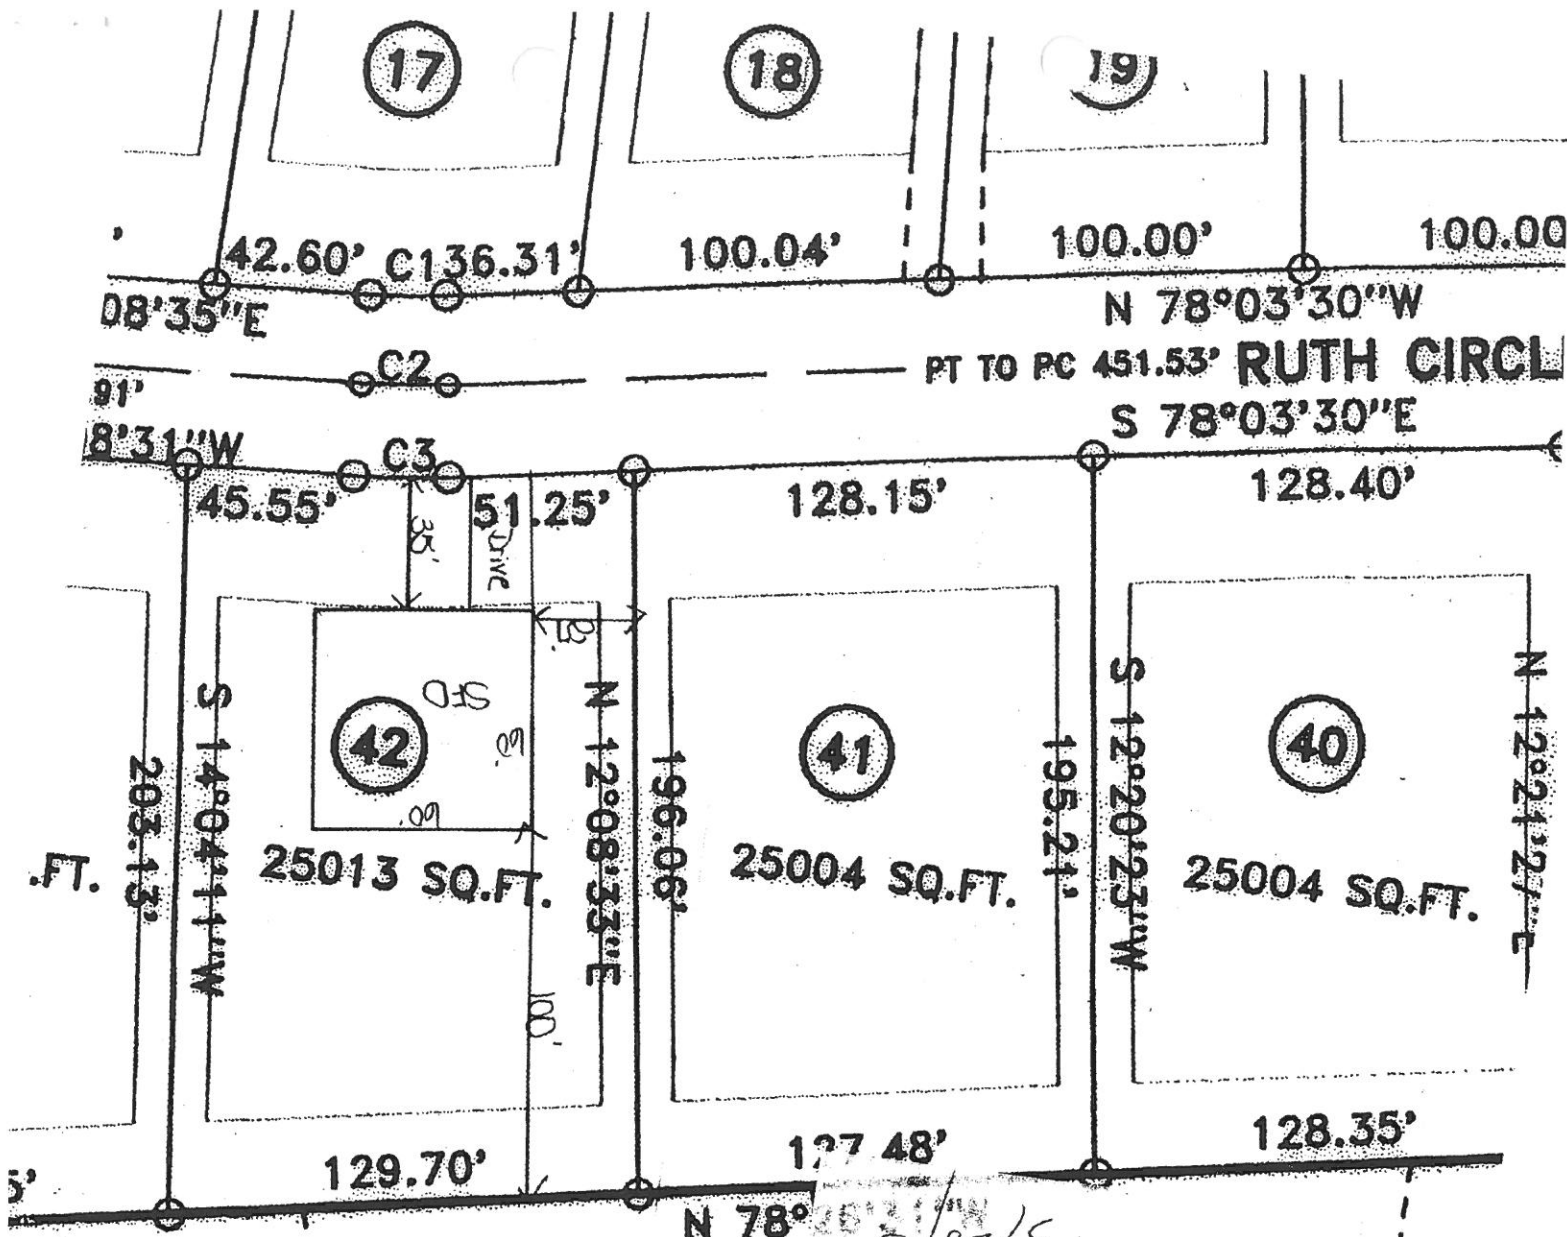 17 18 19
42.60' C1 36.31' 100.04' 100.00' 100.00
08'35"E N 78°03'30"W
C2 PT TO PC 451.53' RUTH CIRCL
91' S 78°03'30"E
8'31"W C3
45.55' 51.25' 128.15' 128.40'
35' Drive
SFD
42 41 40
60'
60'
S 14°04'11"W
203.13'
N 12°08'33"E
196.06'
195.21'
S 12°20'23"W
N 12°21'27"E
.FT. 25013 SQ.FT. 25004 SQ.FT. 25004 SQ.FT.
100'
5' 129.70' 127.48' 128.35'
N 78°